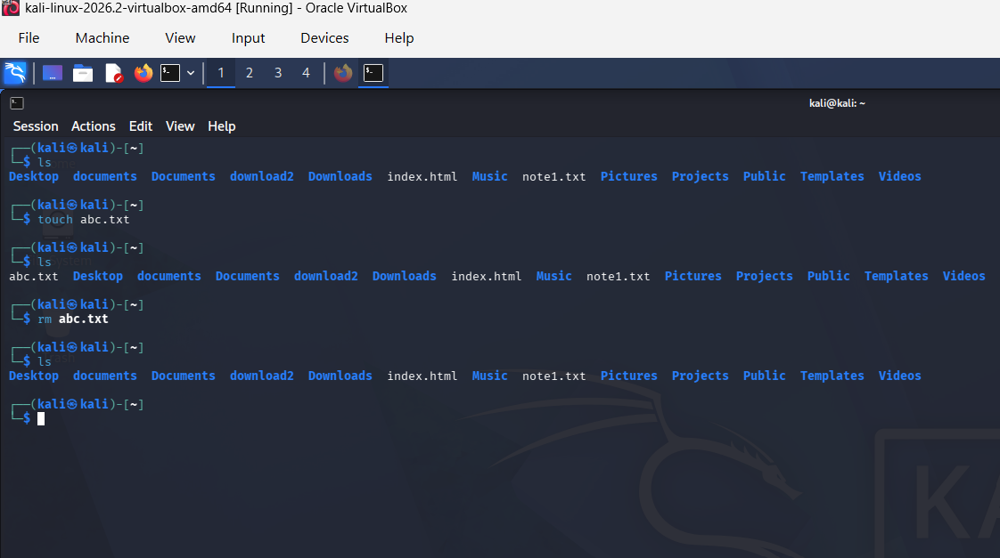 kali-linux-2026.2-virtualbox-amd64 [Running] - Oracle VirtualBox
File Machine View Input Devices Help
1 2 3 4
kali@kali: ~
Session Actions Edit View Help
┌──(kali㉿kali)-[~]
└─$ ls
Desktop documents Documents download2 Downloads index.html Music note1.txt Pictures Projects Public Templates Videos
┌──(kali㉿kali)-[~]
└─$ touch abc.txt
┌──(kali㉿kali)-[~]
└─$ ls
abc.txt Desktop documents Documents download2 Downloads index.html Music note1.txt Pictures Projects Public Templates Videos
┌──(kali㉿kali)-[~]
└─$ rm abc.txt
┌──(kali㉿kali)-[~]
└─$ ls
Desktop documents Documents download2 Downloads index.html Music note1.txt Pictures Projects Public Templates Videos
┌──(kali㉿kali)-[~]
└─$